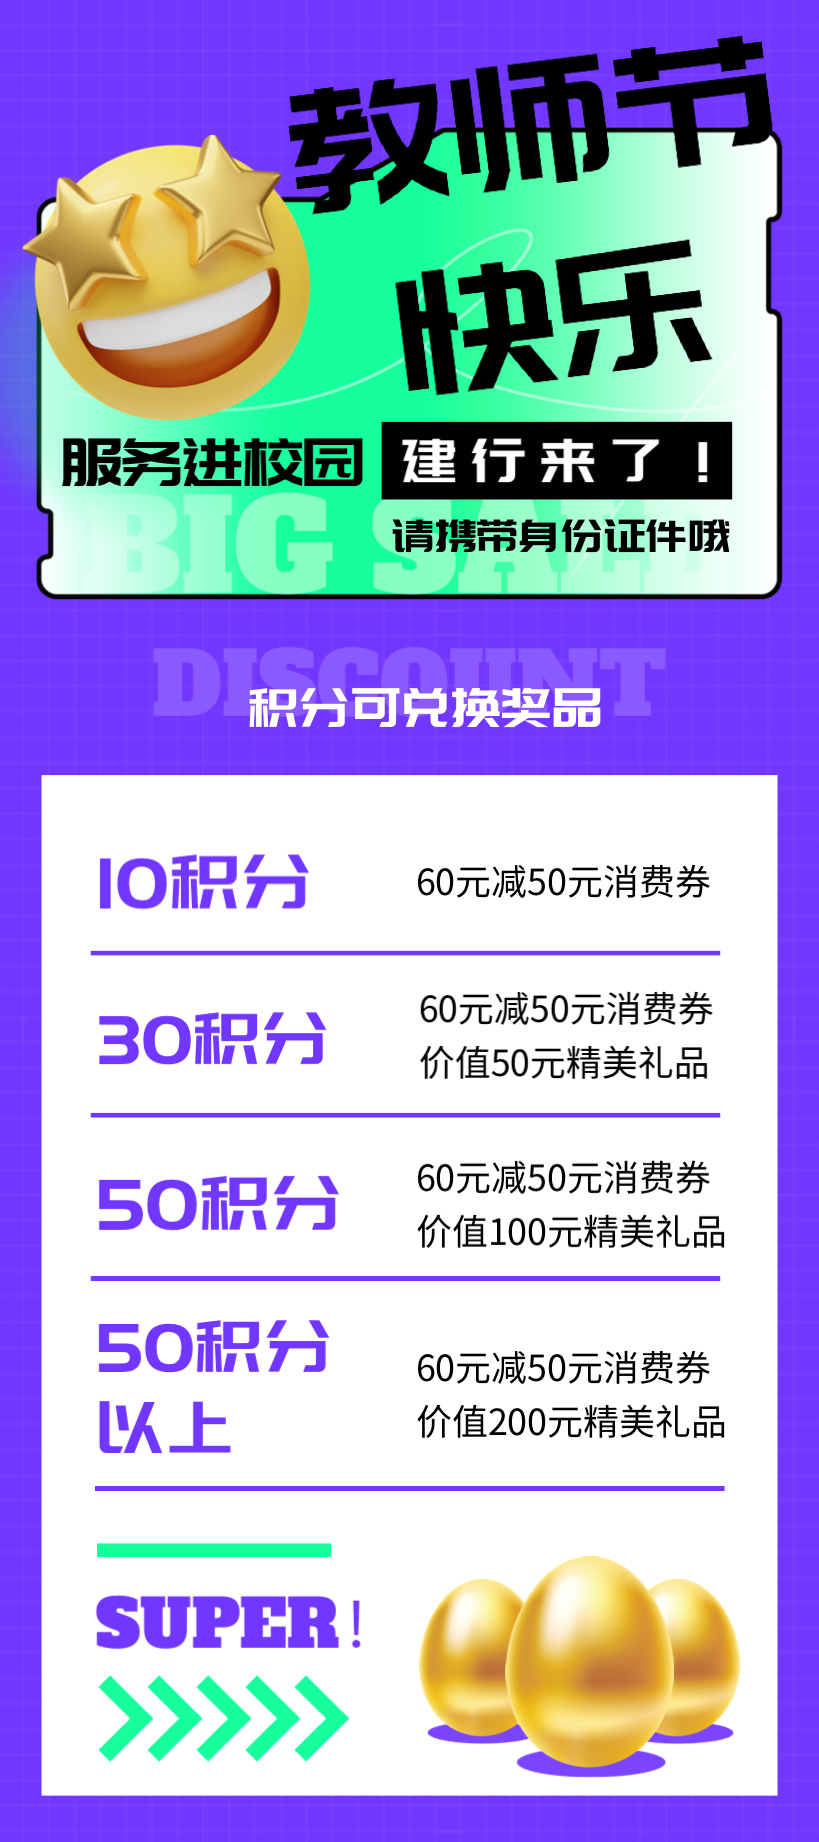 教师节
快乐
服务进校园 建行来了！
BIG SALE
请携带身份证件哦
DISCOUNT
积分可兑换奖品
10积分 60元减50元消费券
30积分 60元减50元消费券
价值50元精美礼品
50积分 60元减50元消费券
价值100元精美礼品
50积分
以上
60元减50元消费券
价值200元精美礼品
SUPER！